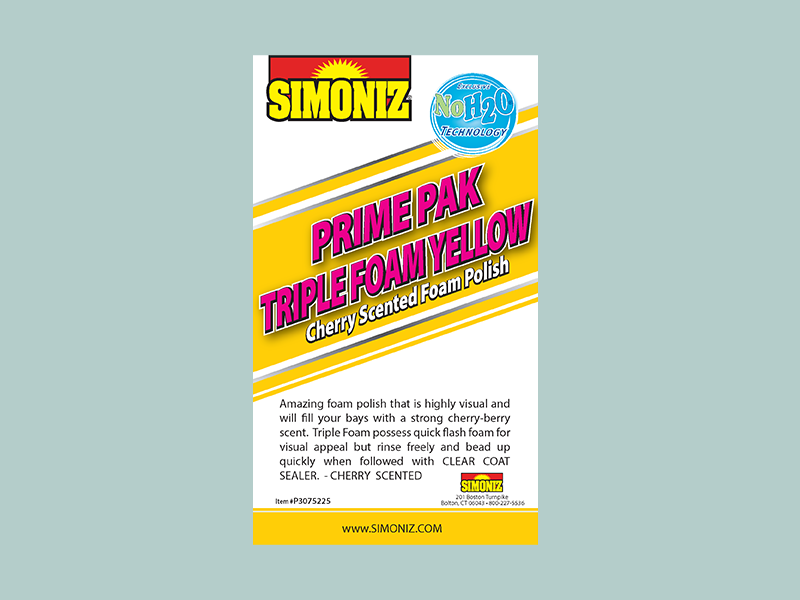 SIMONIZ
EXCLUSIVE
NOH2O
TECHNOLOGY
PRIME PAK
TRIPLE FOAM YELLOW
Cherry Scented Foam Polish
Amazing foam polish that is highly visual and
will fill your bays with a strong cherry-berry
scent. Triple Foam possess quick flash foam for
visual appeal but rinse freely and bead up
quickly when followed with CLEAR COAT
SEALER. - CHERRY SCENTED
SIMONIZ
201 Boston Turnpike
Bolton, CT 06043 • 800-227-5536
Item #P3075225
www.SIMONIZ.COM